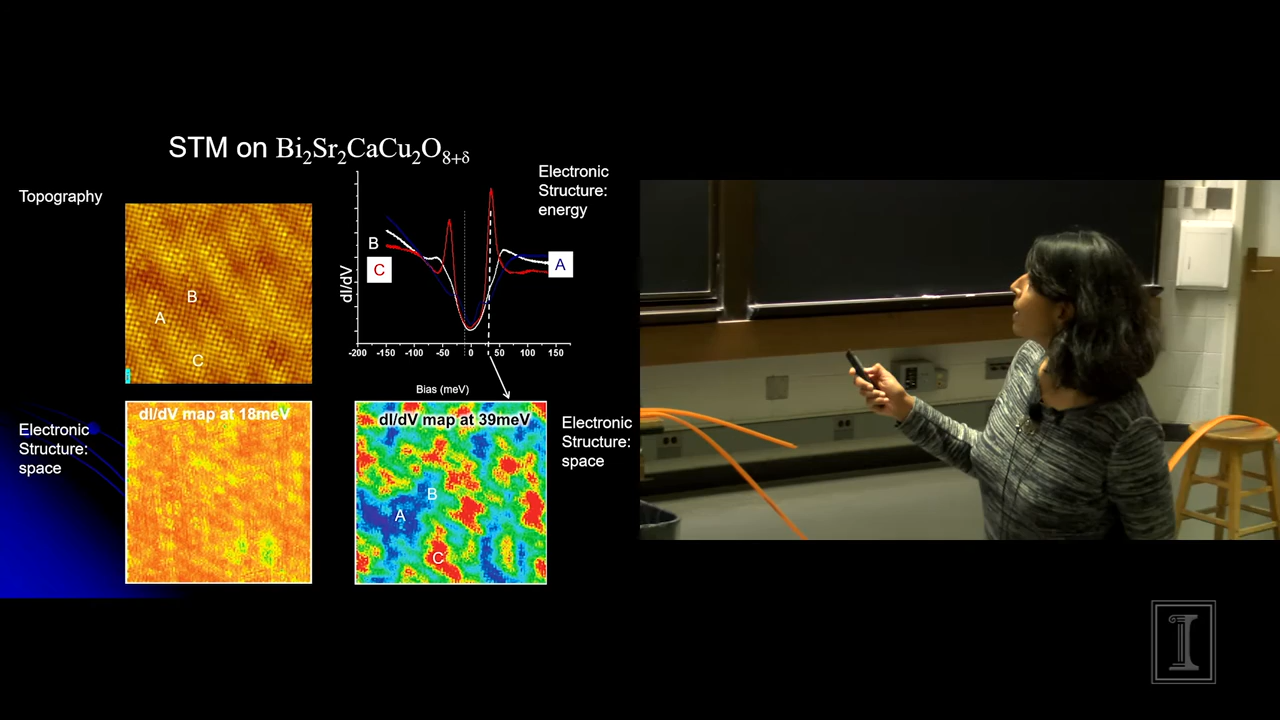 STM on Bi₂Sr₂CaCu₂O₈₊δ
Topography
B
A
C
dI/dV
B
C
A
-200 -150 -100 -50 0 50 100 150
Bias (meV)
Electronic
Structure:
energy
Electronic
Structure:
space
dI/dV map at 18meV
dI/dV map at 39meV
B
A
C
Electronic
Structure:
space
I